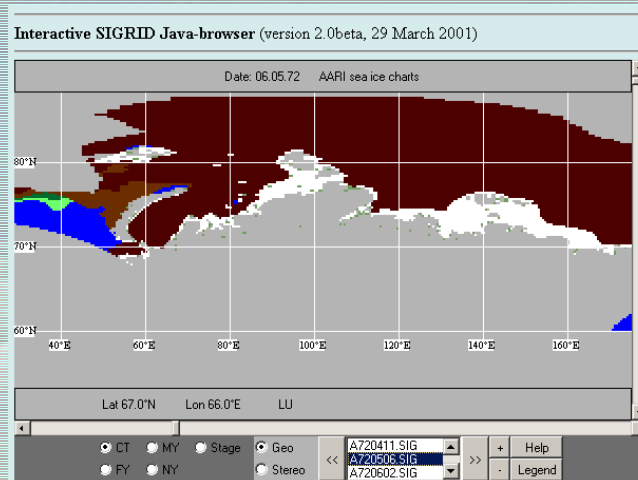 Interactive SIGRID Java-browser (version 2.0beta, 29 March 2001)
Date: 06.05.72 AARI sea ice charts
80°N
70°N
60°N
40°E 60°E 80°E 100°E 120°E 140°E 160°E
Lat 67.0°N Lon 66.0°E LU
CT MY Stage Geo << A720411.SIG >> + Help
A720506.SIG
FY NY Stereo A720602.SIG - Legend